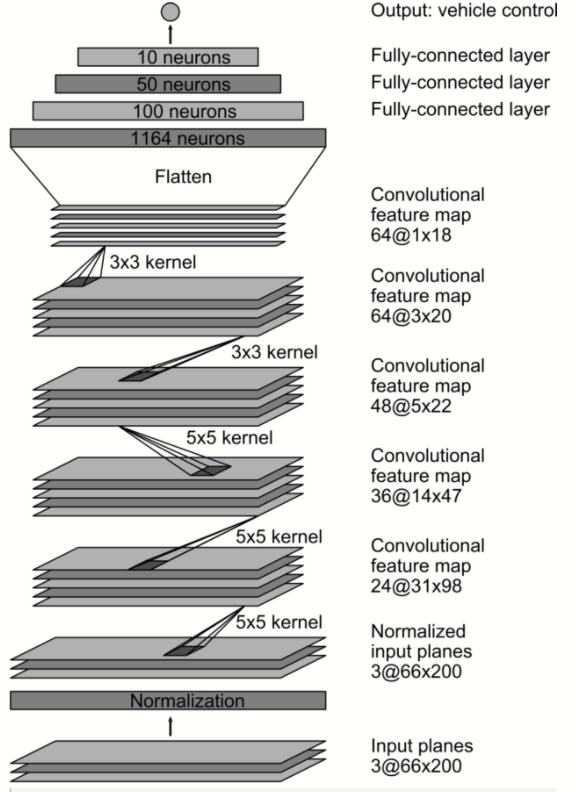 Output: vehicle control
10 neurons
Fully-connected layer
50 neurons
Fully-connected layer
100 neurons
Fully-connected layer
1164 neurons
Flatten
Convolutional
feature map
64@1x18
3x3 kernel
Convolutional
feature map
64@3x20
3x3 kernel
Convolutional
feature map
48@5x22
5x5 kernel
Convolutional
feature map
36@14x47
5x5 kernel
Convolutional
feature map
24@31x98
5x5 kernel
Normalized
input planes
3@66x200
Normalization
Input planes
3@66x200